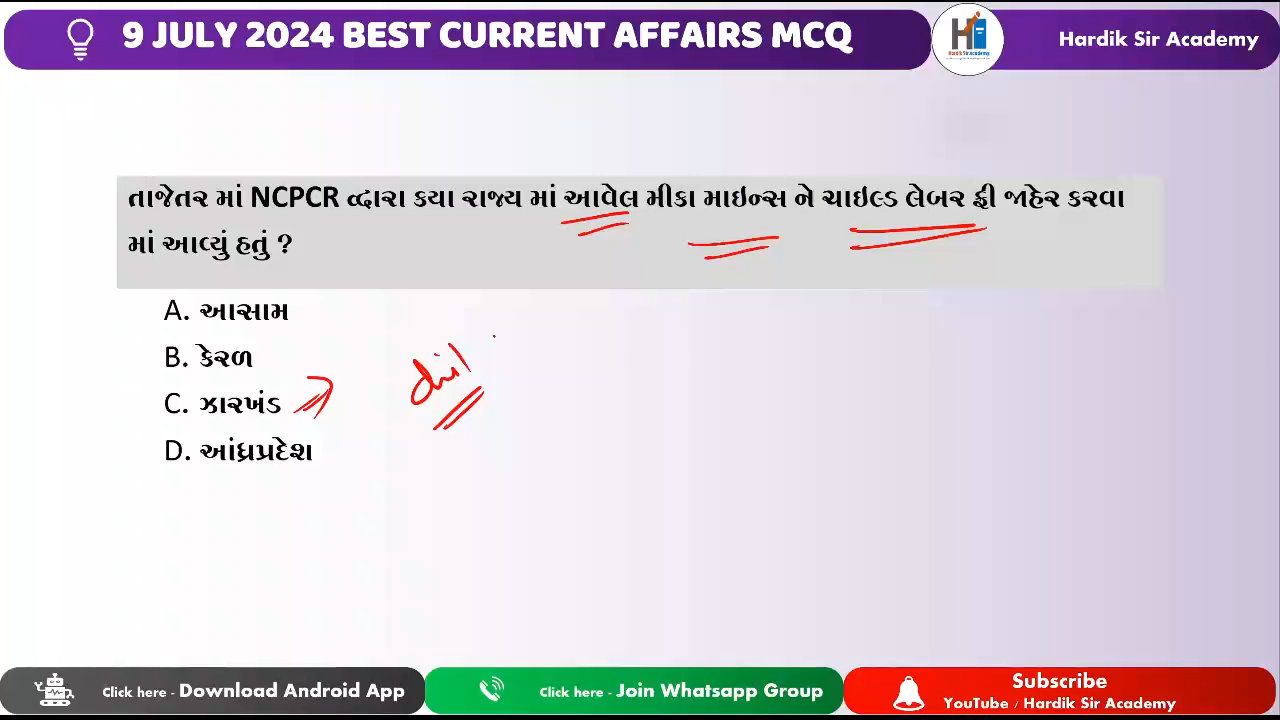 9 JULY 2024 BEST CURRENT AFFAIRS MCQ
Hardik Sir Academy
તાજેતર માં NCPCR દ્વારા કયા રાજ્ય માં આવેલ મીકા માઇન્સ ને ચાઇલ્ડ લેબર ફ્રી જાહેર કરવા
માં આવ્યું હતું ?
A. આસામ
B. કેરળ
C. ઝારખંડ
D. આંધ્રપ્રદેશ
Click here - Download Android App
Click here - Join Whatsapp Group
Subscribe
YouTube / Hardik Sir Academy